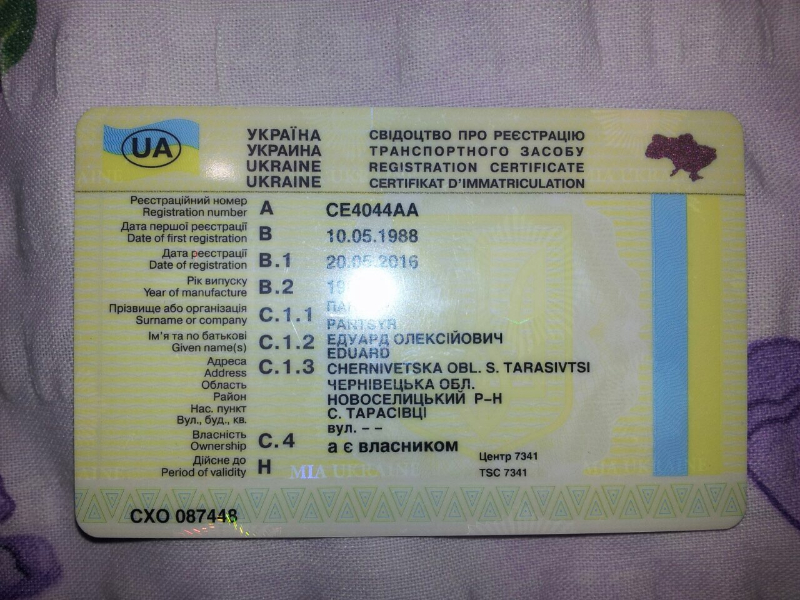 UA
УКРАЇНА
УКРАИНА
UKRAINE
UKRAINE
СВІДОЦТВО ПРО РЕЄСТРАЦІЮ
ТРАНСПОРТНОГО ЗАСОБУ
REGISTRATION CERTIFICATE
CERTIFIKAT D'IMMATRICULATION
Реєстраційний номер
Registration number A CE4044AA
Дата першої реєстрації
Date of first registration B 10.05.1988
Дата реєстрації
Date of registration B.1 20.05.2016
Рік випуску
Year of manufacture B.2
Прізвище або організація
Surname or company C.1.1
PANTSYR
Ім'я та по батькові
Given name(s) C.1.2 ЕДУАРД ОЛЕКСІЙОВИЧ
EDUARD
Адреса
Address C.1.3 CHERNIVETSKA OBL. S. TARASIVTSI
Область ЧЕРНІВЕЦЬКА ОБЛ.
Район НОВОСЕЛИЦЬКИЙ Р-Н
Нас. пункт С. ТАРАСІВЦІ
Вул., буд., кв. вул. – –
Власність
Ownership C.4 а є власником
Центр 7341
Дійсне до
Period of validity H
TSC 7341
MIA UKRAINE
СХО 087448